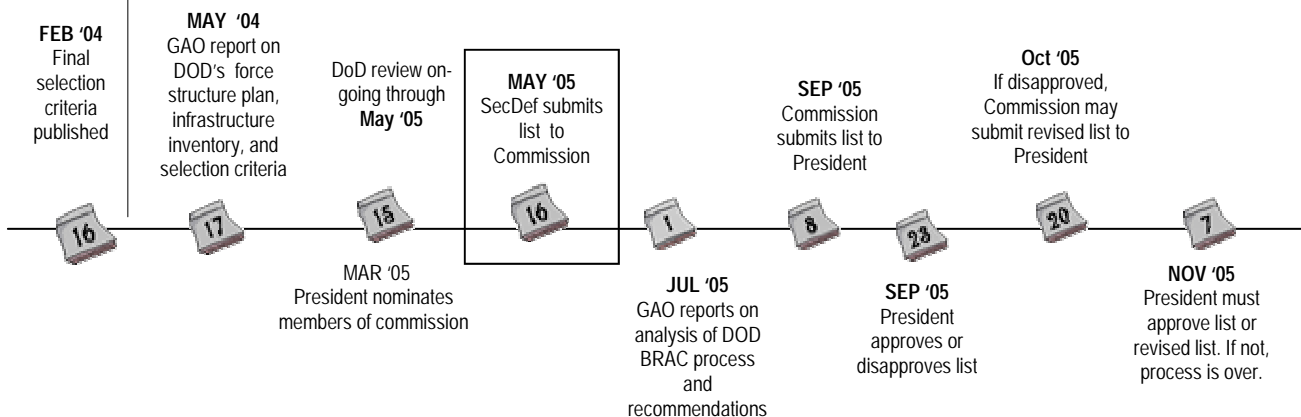 FEB ‘04
Final
selection
criteria
published
16
MAY ‘04
GAO report on
DOD's force
structure plan,
infrastructure
inventory, and
selection criteria
17
DoD review on-
going through
May ‘05
15
MAR ‘05
President nominates
members of commission
MAY ‘05
SecDef submits
list to
Commission
16
1
JUL ‘05
GAO reports on
analysis of DOD
BRAC process
and
recommendations
SEP ‘05
Commission
submits list to
President
8
23
SEP ‘05
President
approves or
disapproves list
Oct ‘05
If disapproved,
Commission may
submit revised list to
President
20
7
NOV ‘05
President must
approve list or
revised list. If not,
process is over.